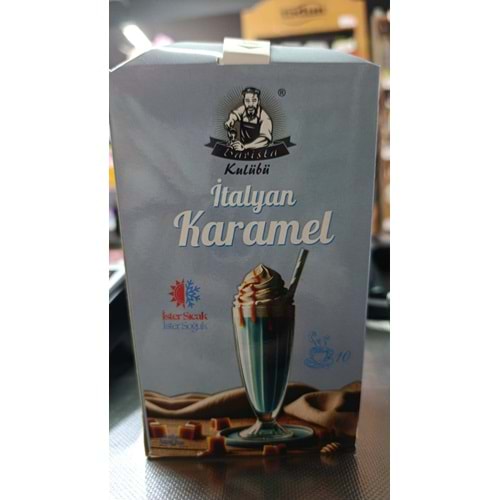 ®
Barista
Kulübü
İtalyan
Karamel
İster Sıcak
İster Soğuk
10